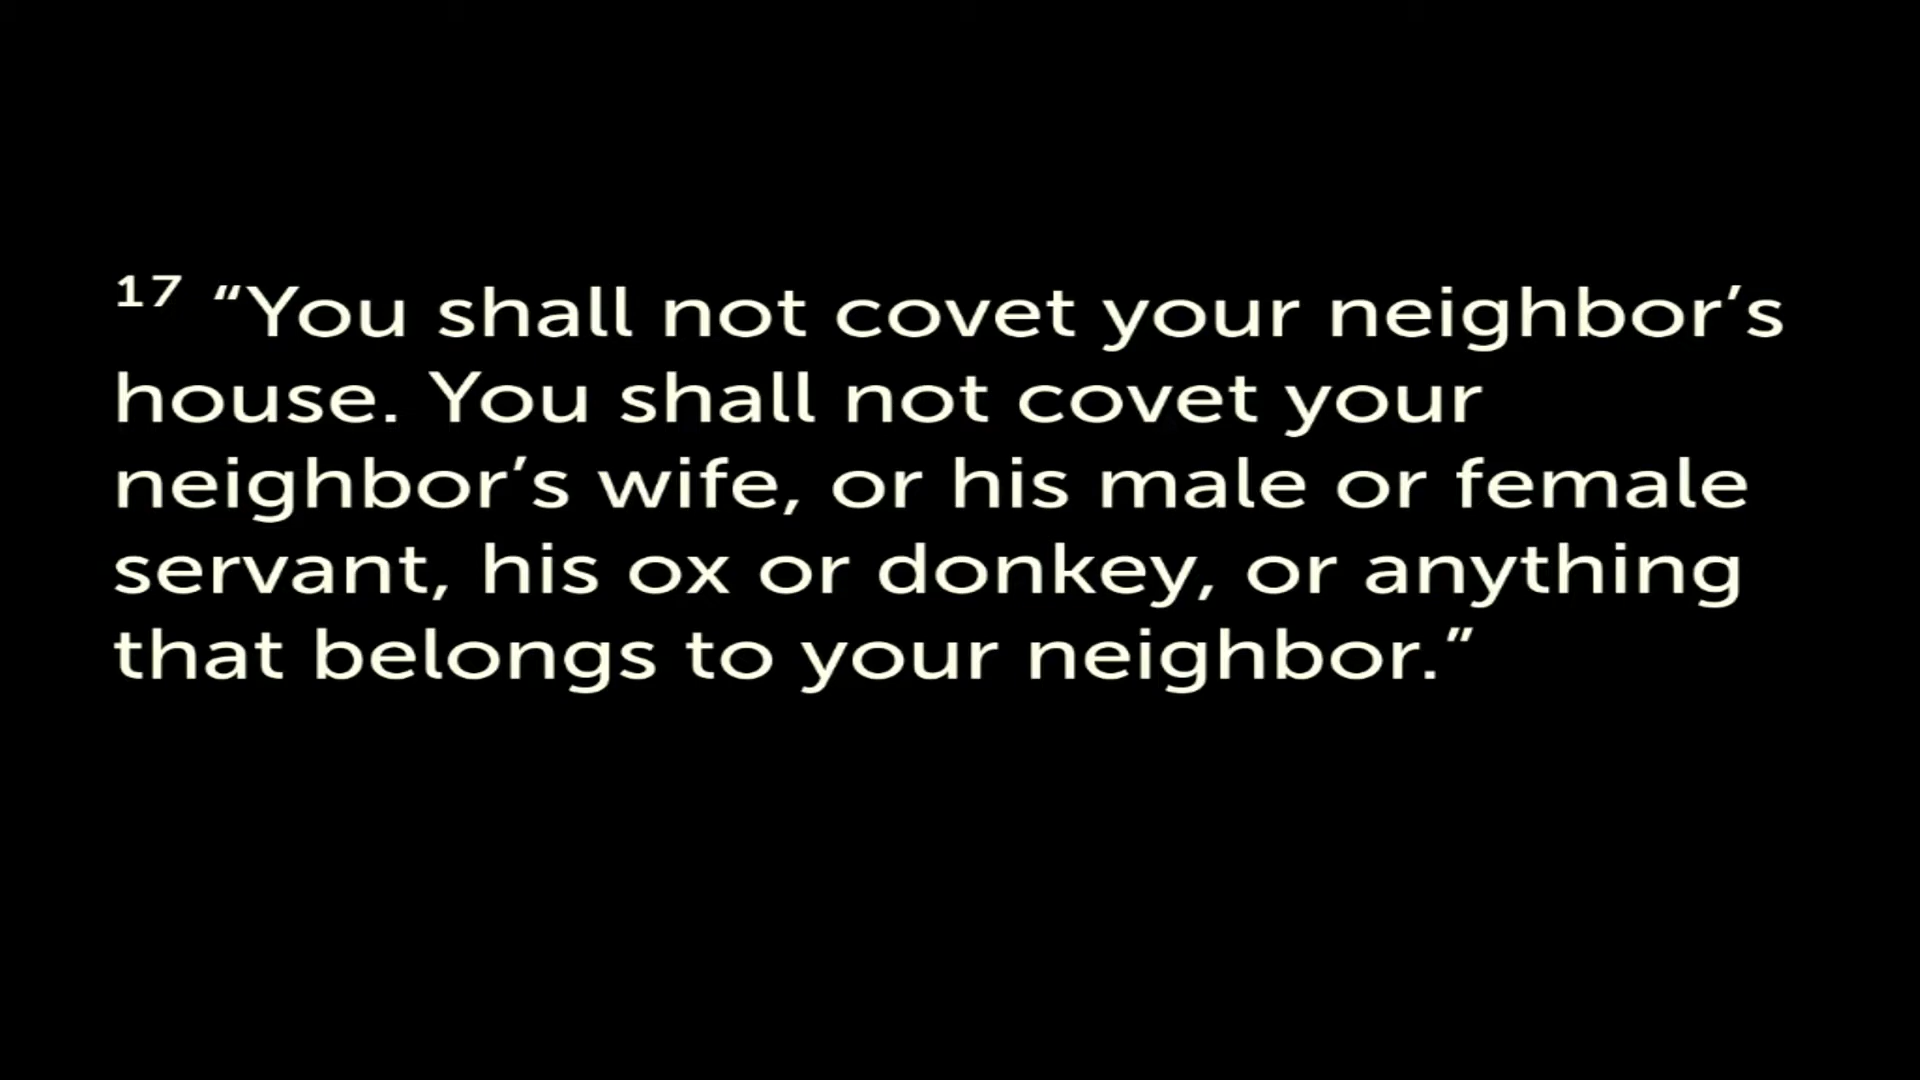 17 “You shall not covet your neighbor’s
house. You shall not covet your
neighbor’s wife, or his male or female
servant, his ox or donkey, or anything
that belongs to your neighbor.”